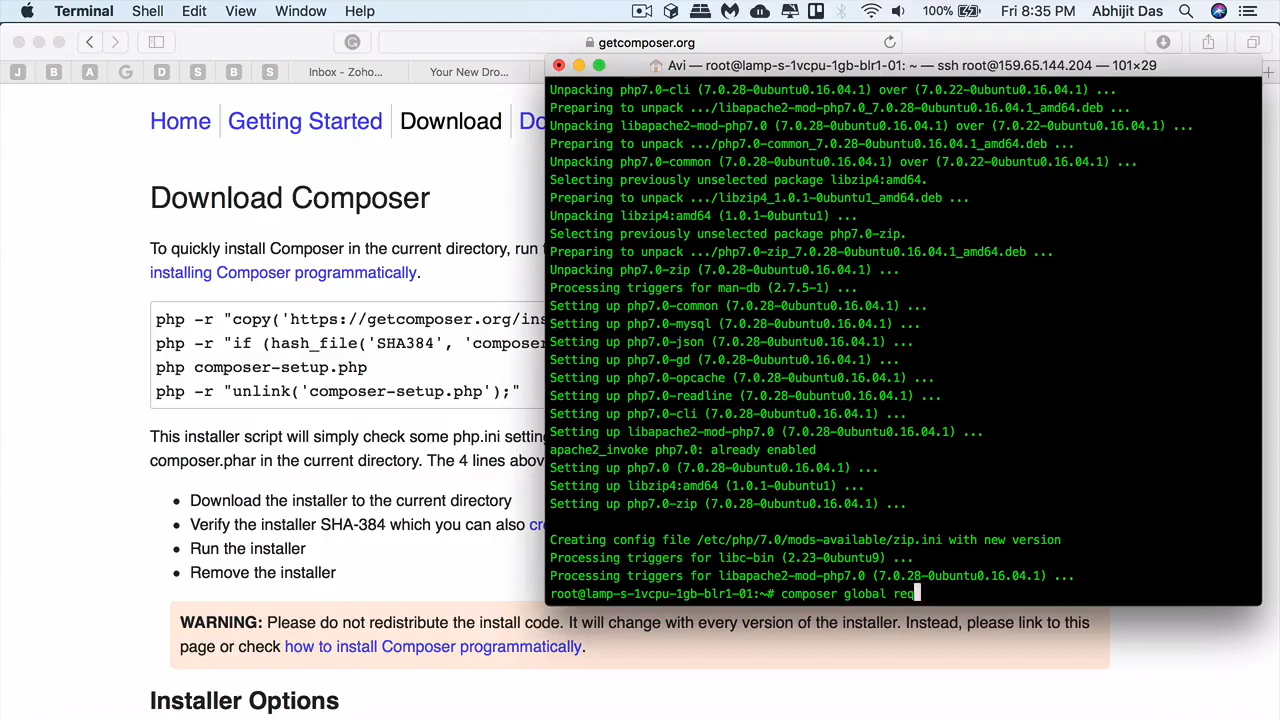 Terminal Shell Edit View Window Help 100% Fri 8:35 PM Abhijit Das
getcomposer.org
J B A G D S B S Inbox - Zoho... Your New Dro...
Avi — root@lamp-s-1vcpu-1gb-blr1-01: ~ — ssh root@159.65.144.204 — 101×29
Home Getting Started Download Do
Download Composer
To quickly install Composer in the current directory, run
installing Composer programmatically.
php -r "copy('https://getcomposer.org/ins
php -r "if (hash_file('SHA384', 'composer
php composer-setup.php
php -r "unlink('composer-setup.php');"
This installer script will simply check some php.ini setting
composer.phar in the current directory. The 4 lines abov
• Download the installer to the current directory
• Verify the installer SHA-384 which you can also cr
• Run the installer
• Remove the installer
WARNING: Please do not redistribute the install code. It will change with every version of the installer. Instead, please link to this
page or check how to install Composer programmatically.
Installer Options
Unpacking php7.0-cli (7.0.28-0ubuntu0.16.04.1) over (7.0.22-0ubuntu0.16.04.1) ...
Preparing to unpack .../libapache2-mod-php7.0_7.0.28-0ubuntu0.16.04.1_amd64.deb ...
Unpacking libapache2-mod-php7.0 (7.0.28-0ubuntu0.16.04.1) over (7.0.22-0ubuntu0.16.04.1) ...
Preparing to unpack .../php7.0-common_7.0.28-0ubuntu0.16.04.1_amd64.deb ...
Unpacking php7.0-common (7.0.28-0ubuntu0.16.04.1) over (7.0.22-0ubuntu0.16.04.1) ...
Selecting previously unselected package libzip4:amd64.
Preparing to unpack .../libzip4_1.0.1-0ubuntu1_amd64.deb ...
Unpacking libzip4:amd64 (1.0.1-0ubuntu1) ...
Selecting previously unselected package php7.0-zip.
Preparing to unpack .../php7.0-zip_7.0.28-0ubuntu0.16.04.1_amd64.deb ...
Unpacking php7.0-zip (7.0.28-0ubuntu0.16.04.1) ...
Processing triggers for man-db (2.7.5-1) ...
Setting up php7.0-common (7.0.28-0ubuntu0.16.04.1) ...
Setting up php7.0-mysql (7.0.28-0ubuntu0.16.04.1) ...
Setting up php7.0-json (7.0.28-0ubuntu0.16.04.1) ...
Setting up php7.0-gd (7.0.28-0ubuntu0.16.04.1) ...
Setting up php7.0-opcache (7.0.28-0ubuntu0.16.04.1) ...
Setting up php7.0-readline (7.0.28-0ubuntu0.16.04.1) ...
Setting up php7.0-cli (7.0.28-0ubuntu0.16.04.1) ...
Setting up libapache2-mod-php7.0 (7.0.28-0ubuntu0.16.04.1) ...
apache2_invoke php7.0: already enabled
Setting up php7.0 (7.0.28-0ubuntu0.16.04.1) ...
Setting up libzip4:amd64 (1.0.1-0ubuntu1) ...
Setting up php7.0-zip (7.0.28-0ubuntu0.16.04.1) ...
Creating config file /etc/php/7.0/mods-available/zip.ini with new version
Processing triggers for libc-bin (2.23-0ubuntu9) ...
Processing triggers for libapache2-mod-php7.0 (7.0.28-0ubuntu0.16.04.1) ...
root@lamp-s-1vcpu-1gb-blr1-01:~# composer global req